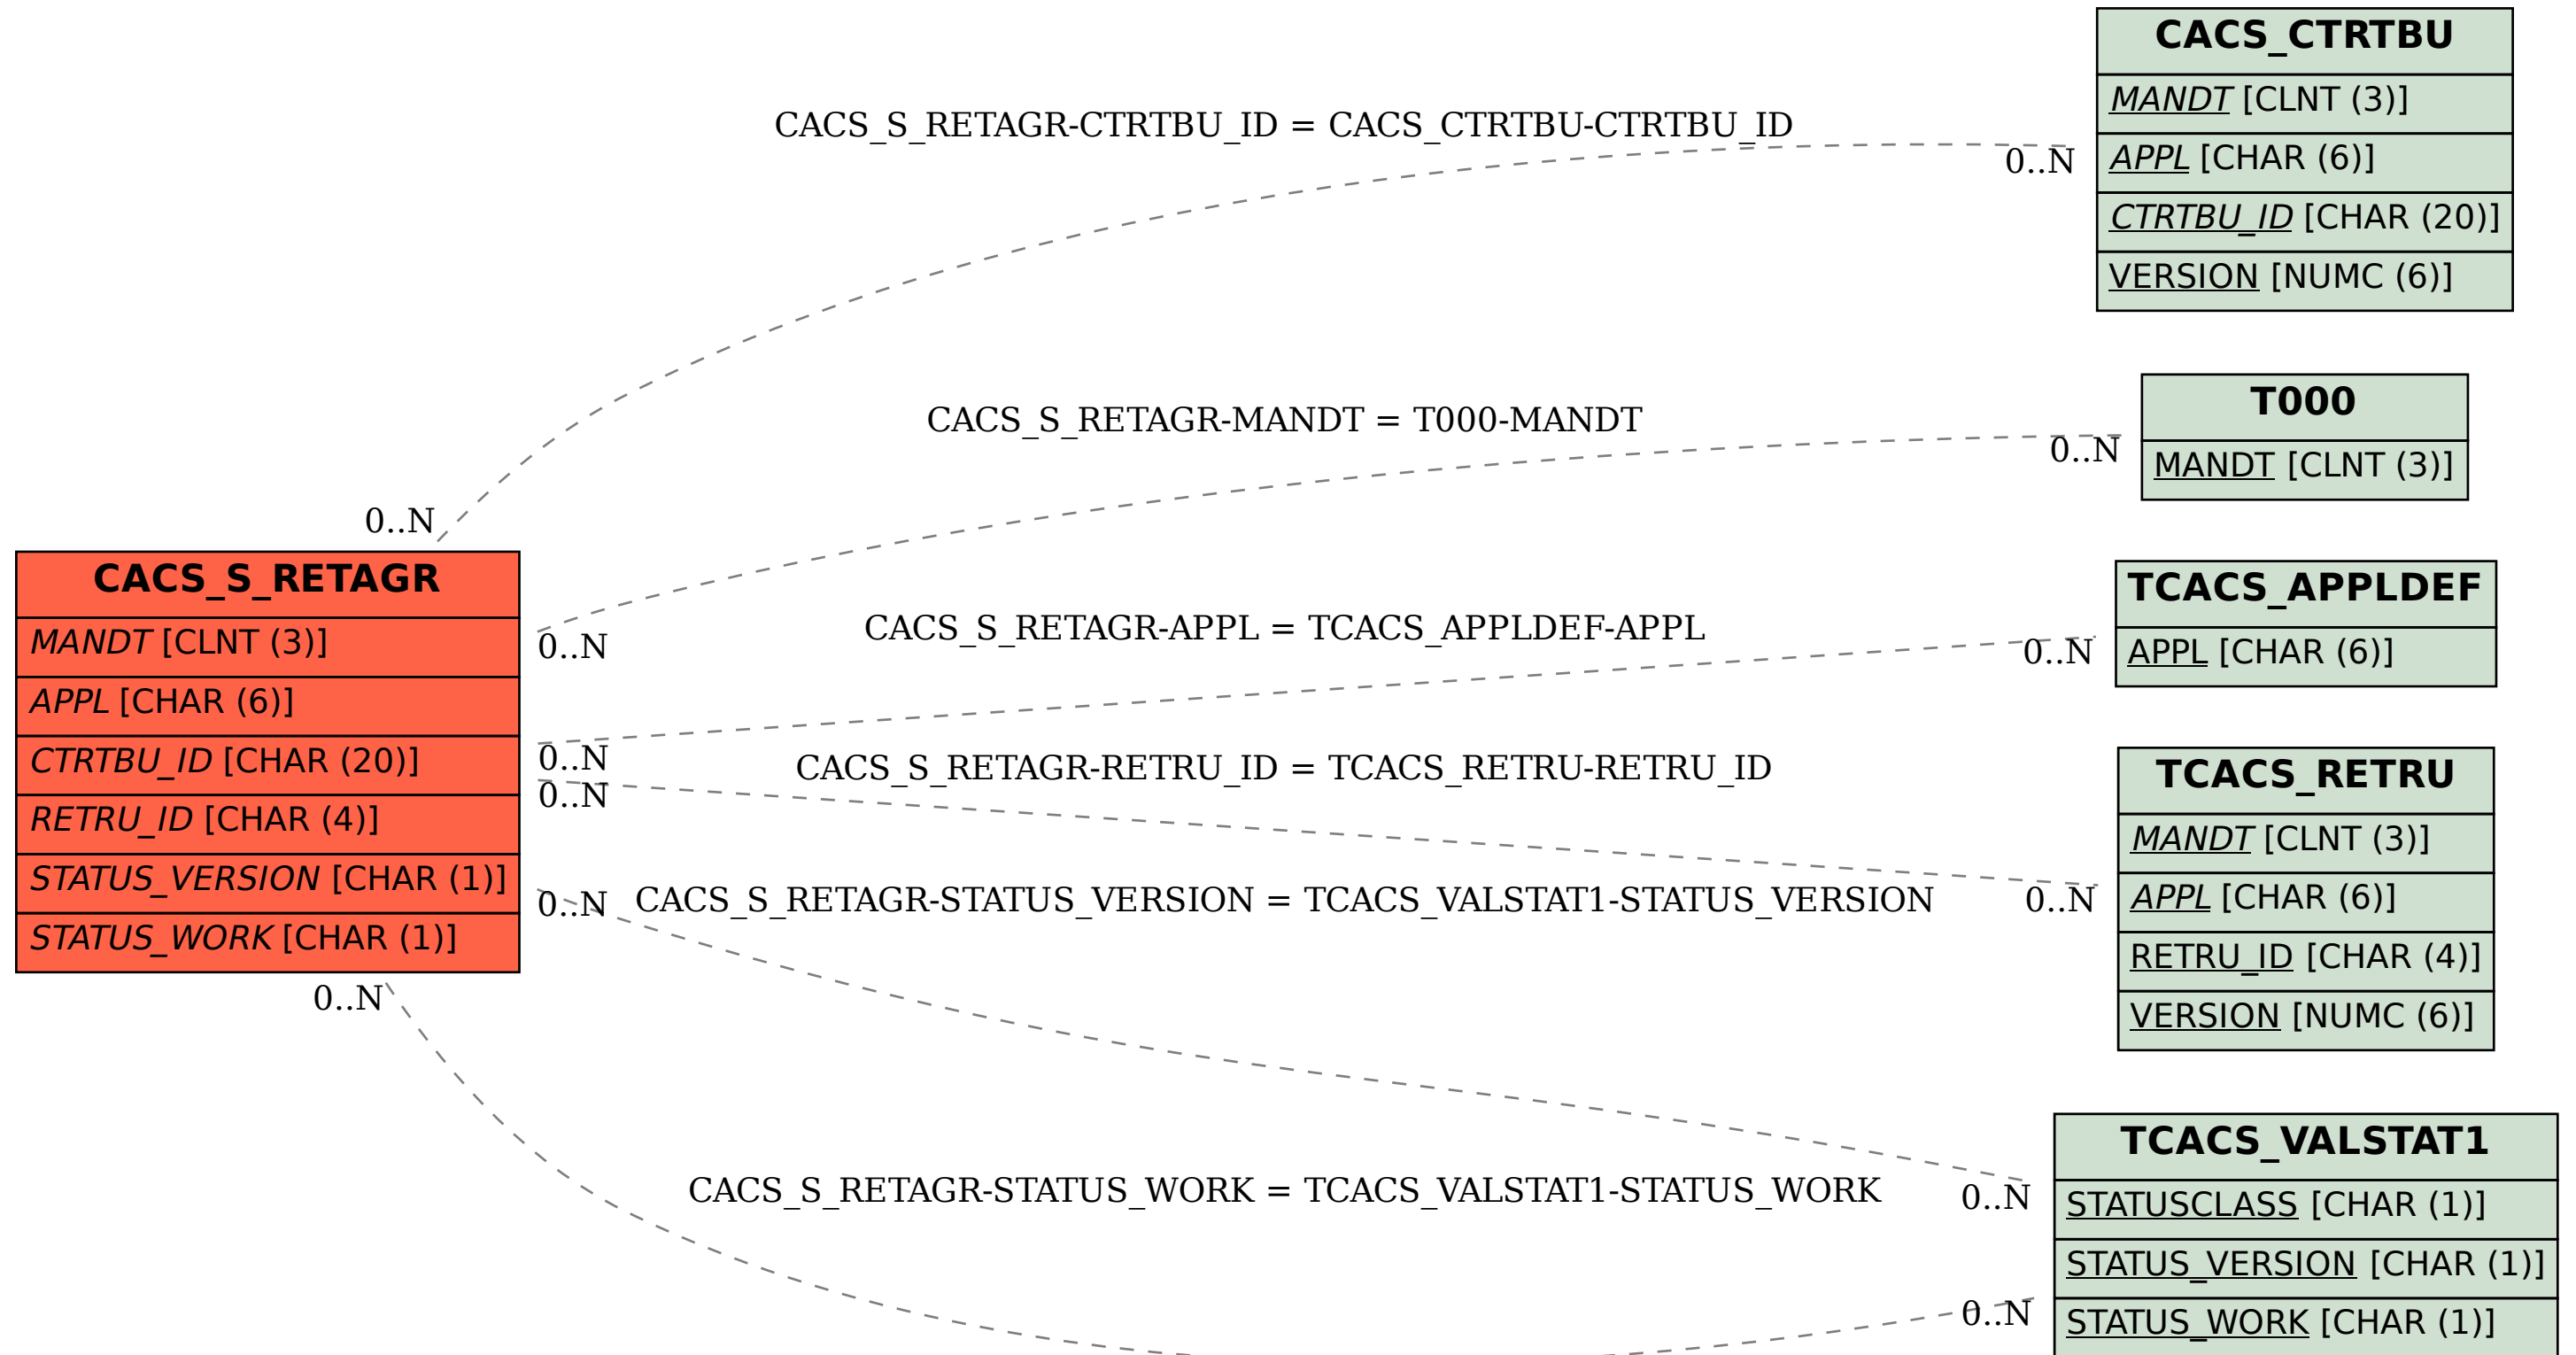 CACS_CTRTBU
MANDT [CLNT (3)]
APPL [CHAR (6)]
CTRTBU_ID [CHAR (20)]
VERSION [NUMC (6)]
CACS_S_RETAGR-CTRTBU_ID = CACS_CTRTBU-CTRTBU_ID
0..N
0..N
T000
MANDT [CLNT (3)]
CACS_S_RETAGR-MANDT = T000-MANDT
0..N
0..N
CACS_S_RETAGR
MANDT [CLNT (3)]
APPL [CHAR (6)]
CTRTBU_ID [CHAR (20)]
RETRU_ID [CHAR (4)]
STATUS_VERSION [CHAR (1)]
STATUS_WORK [CHAR (1)]
TCACS_APPLDEF
APPL [CHAR (6)]
CACS_S_RETAGR-APPL = TCACS_APPLDEF-APPL
0..N
0..N
CACS_S_RETAGR-RETRU_ID = TCACS_RETRU-RETRU_ID
0..N
0..N
TCACS_RETRU
MANDT [CLNT (3)]
APPL [CHAR (6)]
RETRU_ID [CHAR (4)]
VERSION [NUMC (6)]
CACS_S_RETAGR-STATUS_VERSION = TCACS_VALSTAT1-STATUS_VERSION
0..N
0..N
CACS_S_RETAGR-STATUS_WORK = TCACS_VALSTAT1-STATUS_WORK
0..N
0..N
TCACS_VALSTAT1
STATUSCLASS [CHAR (1)]
STATUS_VERSION [CHAR (1)]
STATUS_WORK [CHAR (1)]